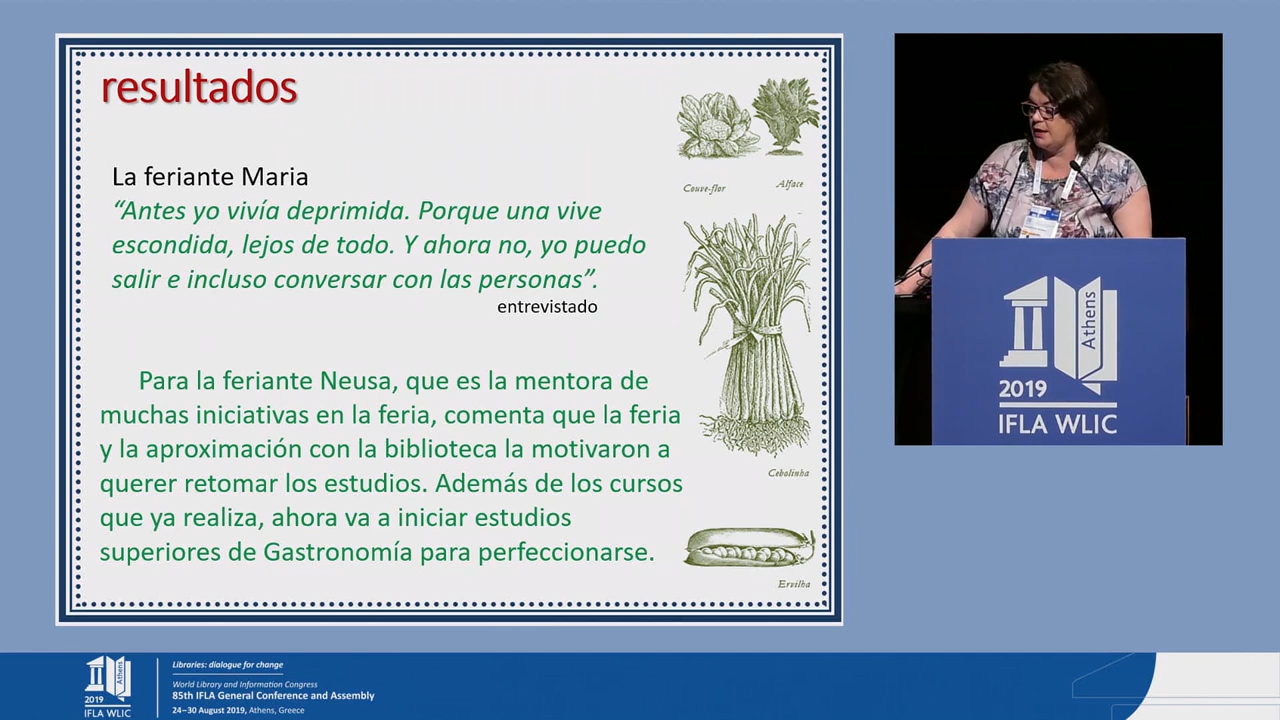 resultados
La feriante Maria
“Antes yo vivía deprimida. Porque una vive
escondida, lejos de todo. Y ahora no, yo puedo
salir e incluso conversar con las personas”.
entrevistado
Para la feriante Neusa, que es la mentora de
muchas iniciativas en la feria, comenta que la feria
y la aproximación con la biblioteca la motivaron a
querer retomar los estudios. Además de los cursos
que ya realiza, ahora va a iniciar estudios
superiores de Gastronomía para perfeccionarse.
Couve-flor
Alface
Cebolinha
Ervilha
Athens
2019
IFLA WLIC
Athens
2019
IFLA WLIC
Libraries: dialogue for change
World Library and Information Congress
85th IFLA General Conference and Assembly
24–30 August 2019, Athens, Greece